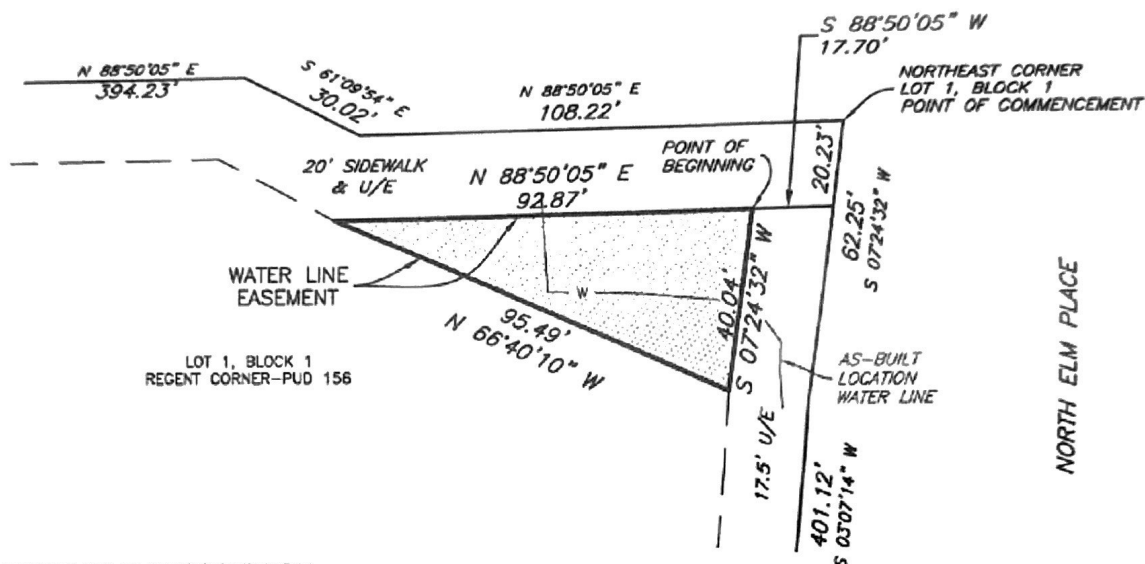 S 88°50'05" W
17.70'
N 88°50'05" E
394.23'
S 61°09'54" E
30.02'
N 88°50'05" E
108.22'
NORTHEAST CORNER
LOT 1, BLOCK 1
POINT OF COMMENCEMENT
20' SIDEWALK
& U/E
N 88°50'05" E
92.87'
POINT OF
BEGINNING
20.23'
62.25'
S 07°24'32" W
WATER LINE
EASEMENT
W
40.04'
S 07°24'32" W
95.49'
N 66°40'10" W
LOT 1, BLOCK 1
REGENT CORNER-PUD 156
AS-BUILT
LOCATION
WATER LINE
17.5' U/E
401.12'
S 03°07'14" W
NORTH ELM PLACE